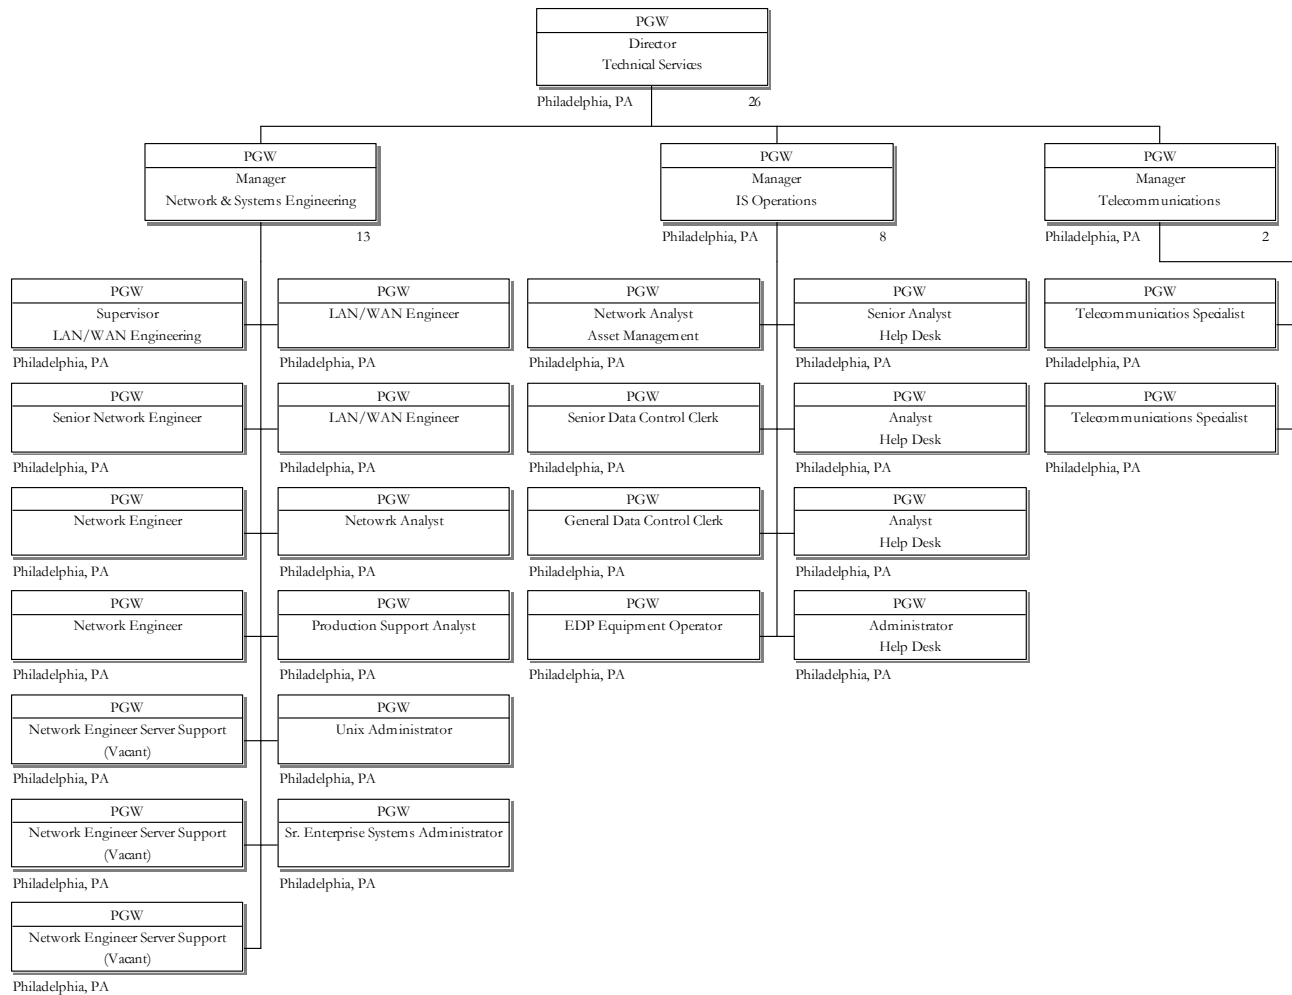 PGW
Director
Technical Services
Philadelphia, PA 26
PGW
Manager
Network & Systems Engineering
13
PGW
Manager
IS Operations
Philadelphia, PA 8
PGW
Manager
Telecommunications
Philadelphia, PA 2
PGW
Supervisor
LAN/WAN Engineering
Philadelphia, PA
PGW
LAN/WAN Engineer
Philadelphia, PA
PGW
Network Analyst
Asset Management
Philadelphia, PA
PGW
Senior Analyst
Help Desk
Philadelphia, PA
PGW
Telecommunicatios Specialist
Philadelphia, PA
PGW
Senior Network Engineer
Philadelphia, PA
PGW
LAN/WAN Engineer
Philadelphia, PA
PGW
Senior Data Control Clerk
Philadelphia, PA
PGW
Analyst
Help Desk
Philadelphia, PA
PGW
Telecommunications Specialist
Philadelphia, PA
PGW
Network Engineer
Philadelphia, PA
PGW
Netowrk Analyst
Philadelphia, PA
PGW
General Data Control Clerk
Philadelphia, PA
PGW
Analyst
Help Desk
Philadelphia, PA
PGW
Network Engineer
Philadelphia, PA
PGW
Production Support Analyst
Philadelphia, PA
PGW
EDP Equipment Operator
Philadelphia, PA
PGW
Administrator
Help Desk
Philadelphia, PA
PGW
Network Engineer Server Support
(Vacant)
Philadelphia, PA
PGW
Unix Administrator
Philadelphia, PA
PGW
Network Engineer Server Support
(Vacant)
Philadelphia, PA
PGW
Sr. Enterprise Systems Administrator
Philadelphia, PA
PGW
Network Engineer Server Support
(Vacant)
Philadelphia, PA